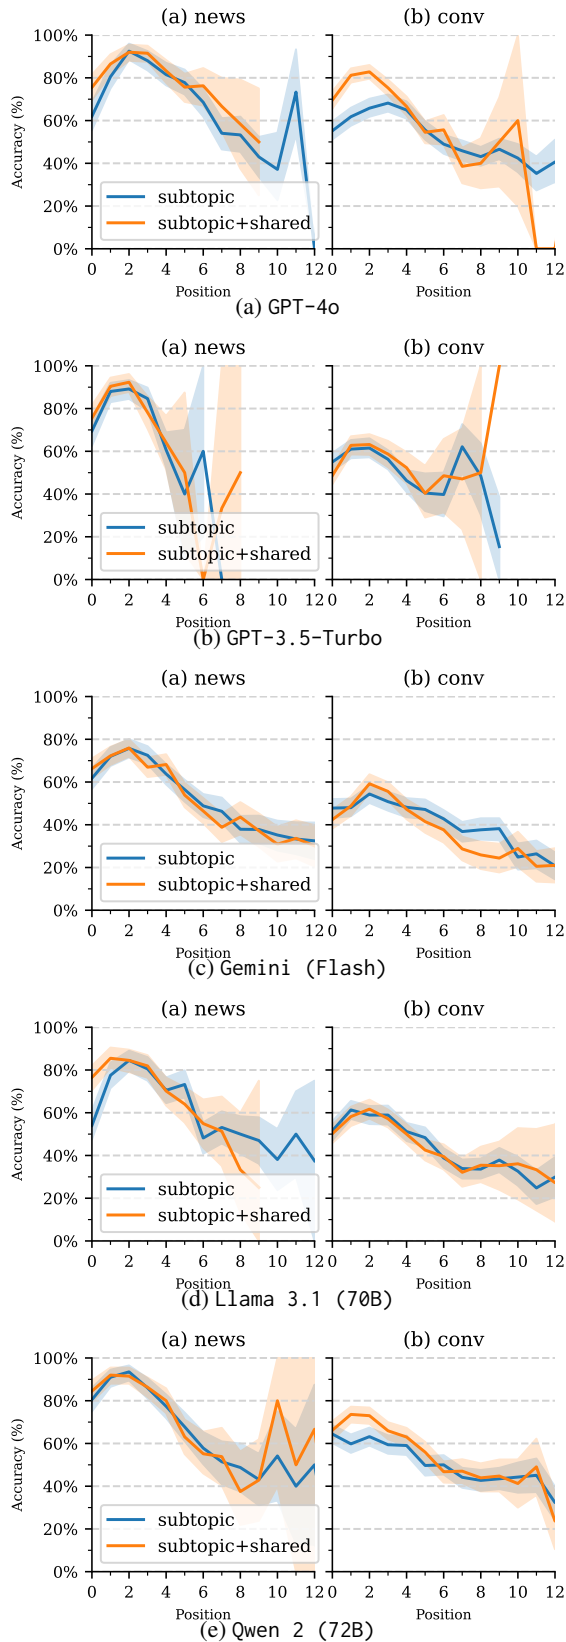 (a) news (b) conv
100%
80%
60%
40%
20%
0%
Accuracy (%)
subtopic
subtopic+shared
0 2 4 6 8 10 12 0 2 4 6 8 10 12
Position Position
(a) GPT-4o
(a) news (b) conv
100%
80%
60%
40%
20%
0%
Accuracy (%)
subtopic
subtopic+shared
0 2 4 6 8 10 12 0 2 4 6 8 10 12
Position Position
(b) GPT-3.5-Turbo
(a) news (b) conv
100%
80%
60%
40%
20%
0%
Accuracy (%)
subtopic
subtopic+shared
0 2 4 6 8 10 12 0 2 4 6 8 10 12
Position Position
(c) Gemini (Flash)
(a) news (b) conv
100%
80%
60%
40%
20%
0%
Accuracy (%)
subtopic
subtopic+shared
0 2 4 6 8 10 12 0 2 4 6 8 10 12
Position Position
(d) Llama 3.1 (70B)
(a) news (b) conv
100%
80%
60%
40%
20%
0%
Accuracy (%)
subtopic
subtopic+shared
0 2 4 6 8 10 12 0 2 4 6 8 10 12
Position Position
(e) Qwen 2 (72B)